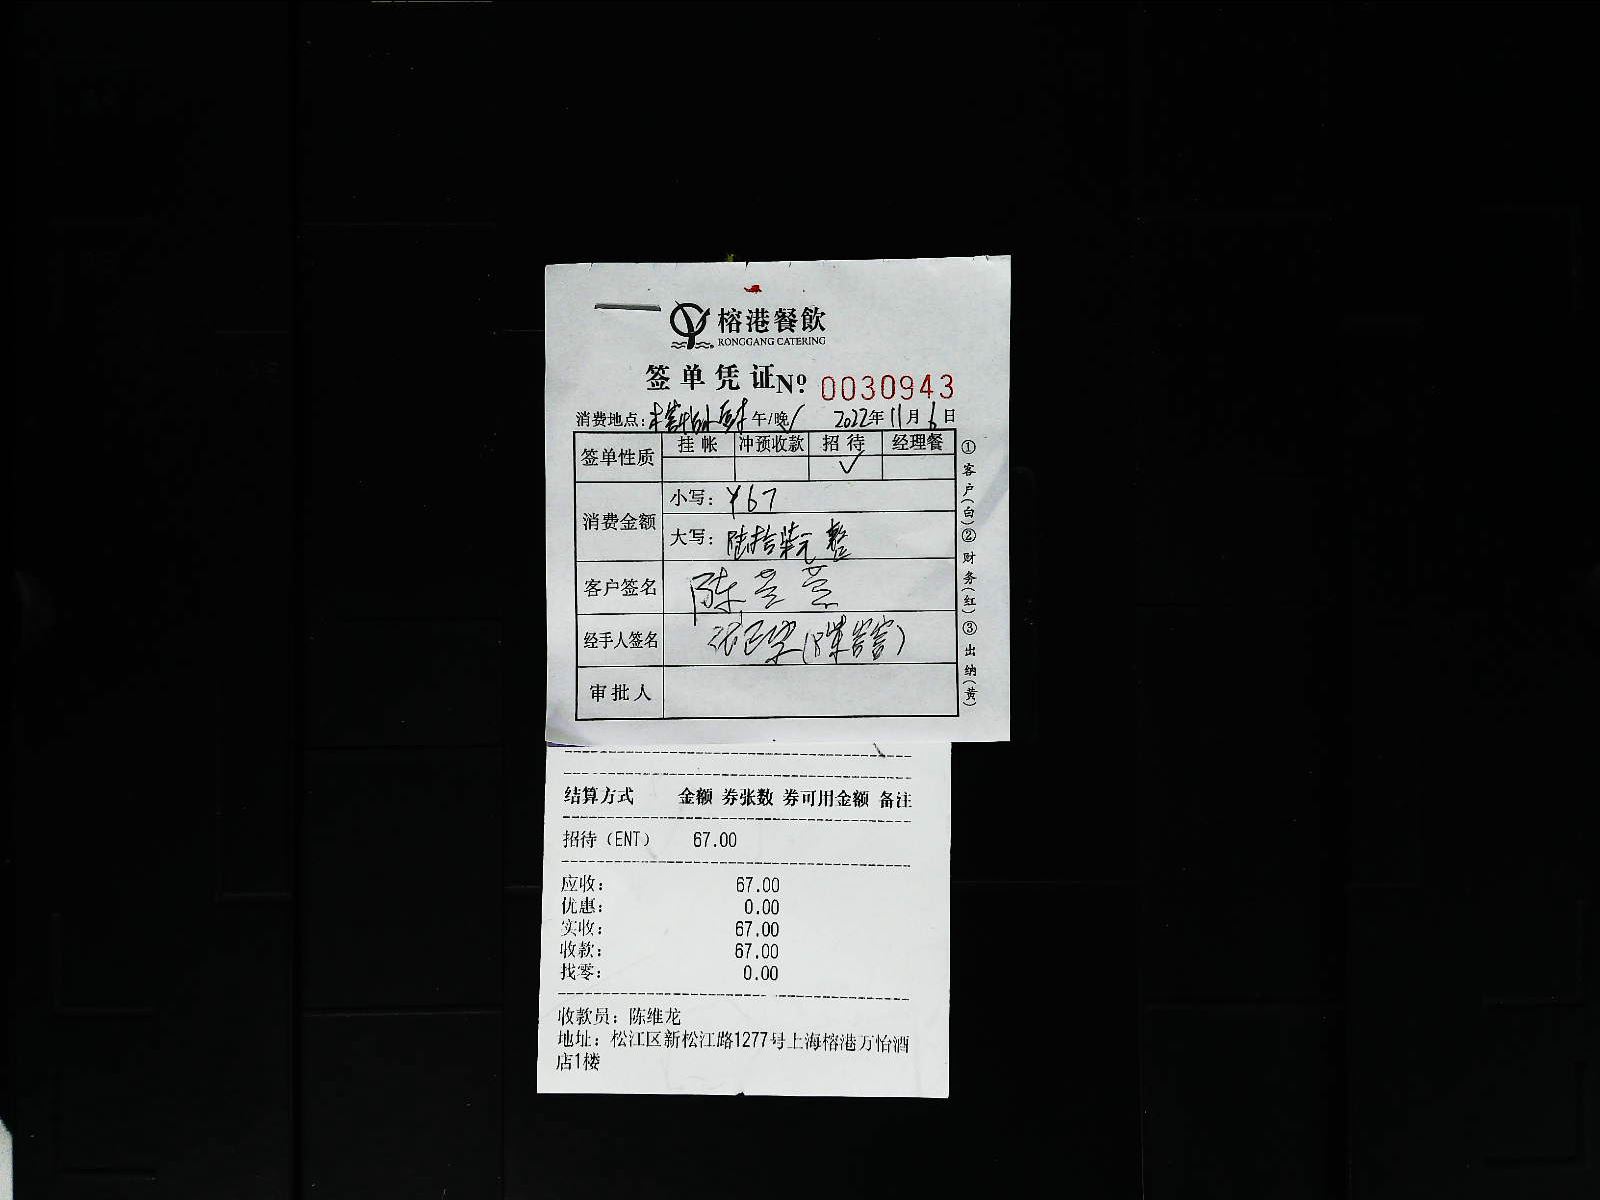 榕港餐飲
RONGGANG CATERING
签单凭证№ 0030943
消费地点: 午/晚√ 2022年11月6日
签单性质 挂帐 冲预收款 招待 经理餐
√
消费金额 小写: ¥67
大写: 陆拾柒元整
客户签名 陈
经手人签名
审批人
①客户(白)②财务(红)③出纳(黄)
结算方式 金额 券张数 券可用金额 备注
招待(ENT) 67.00
应收: 67.00
优惠: 0.00
实收: 67.00
收款: 67.00
找零: 0.00
收款员: 陈维龙
地址: 松江区新松江路1277号上海榕港万怡酒
店1楼